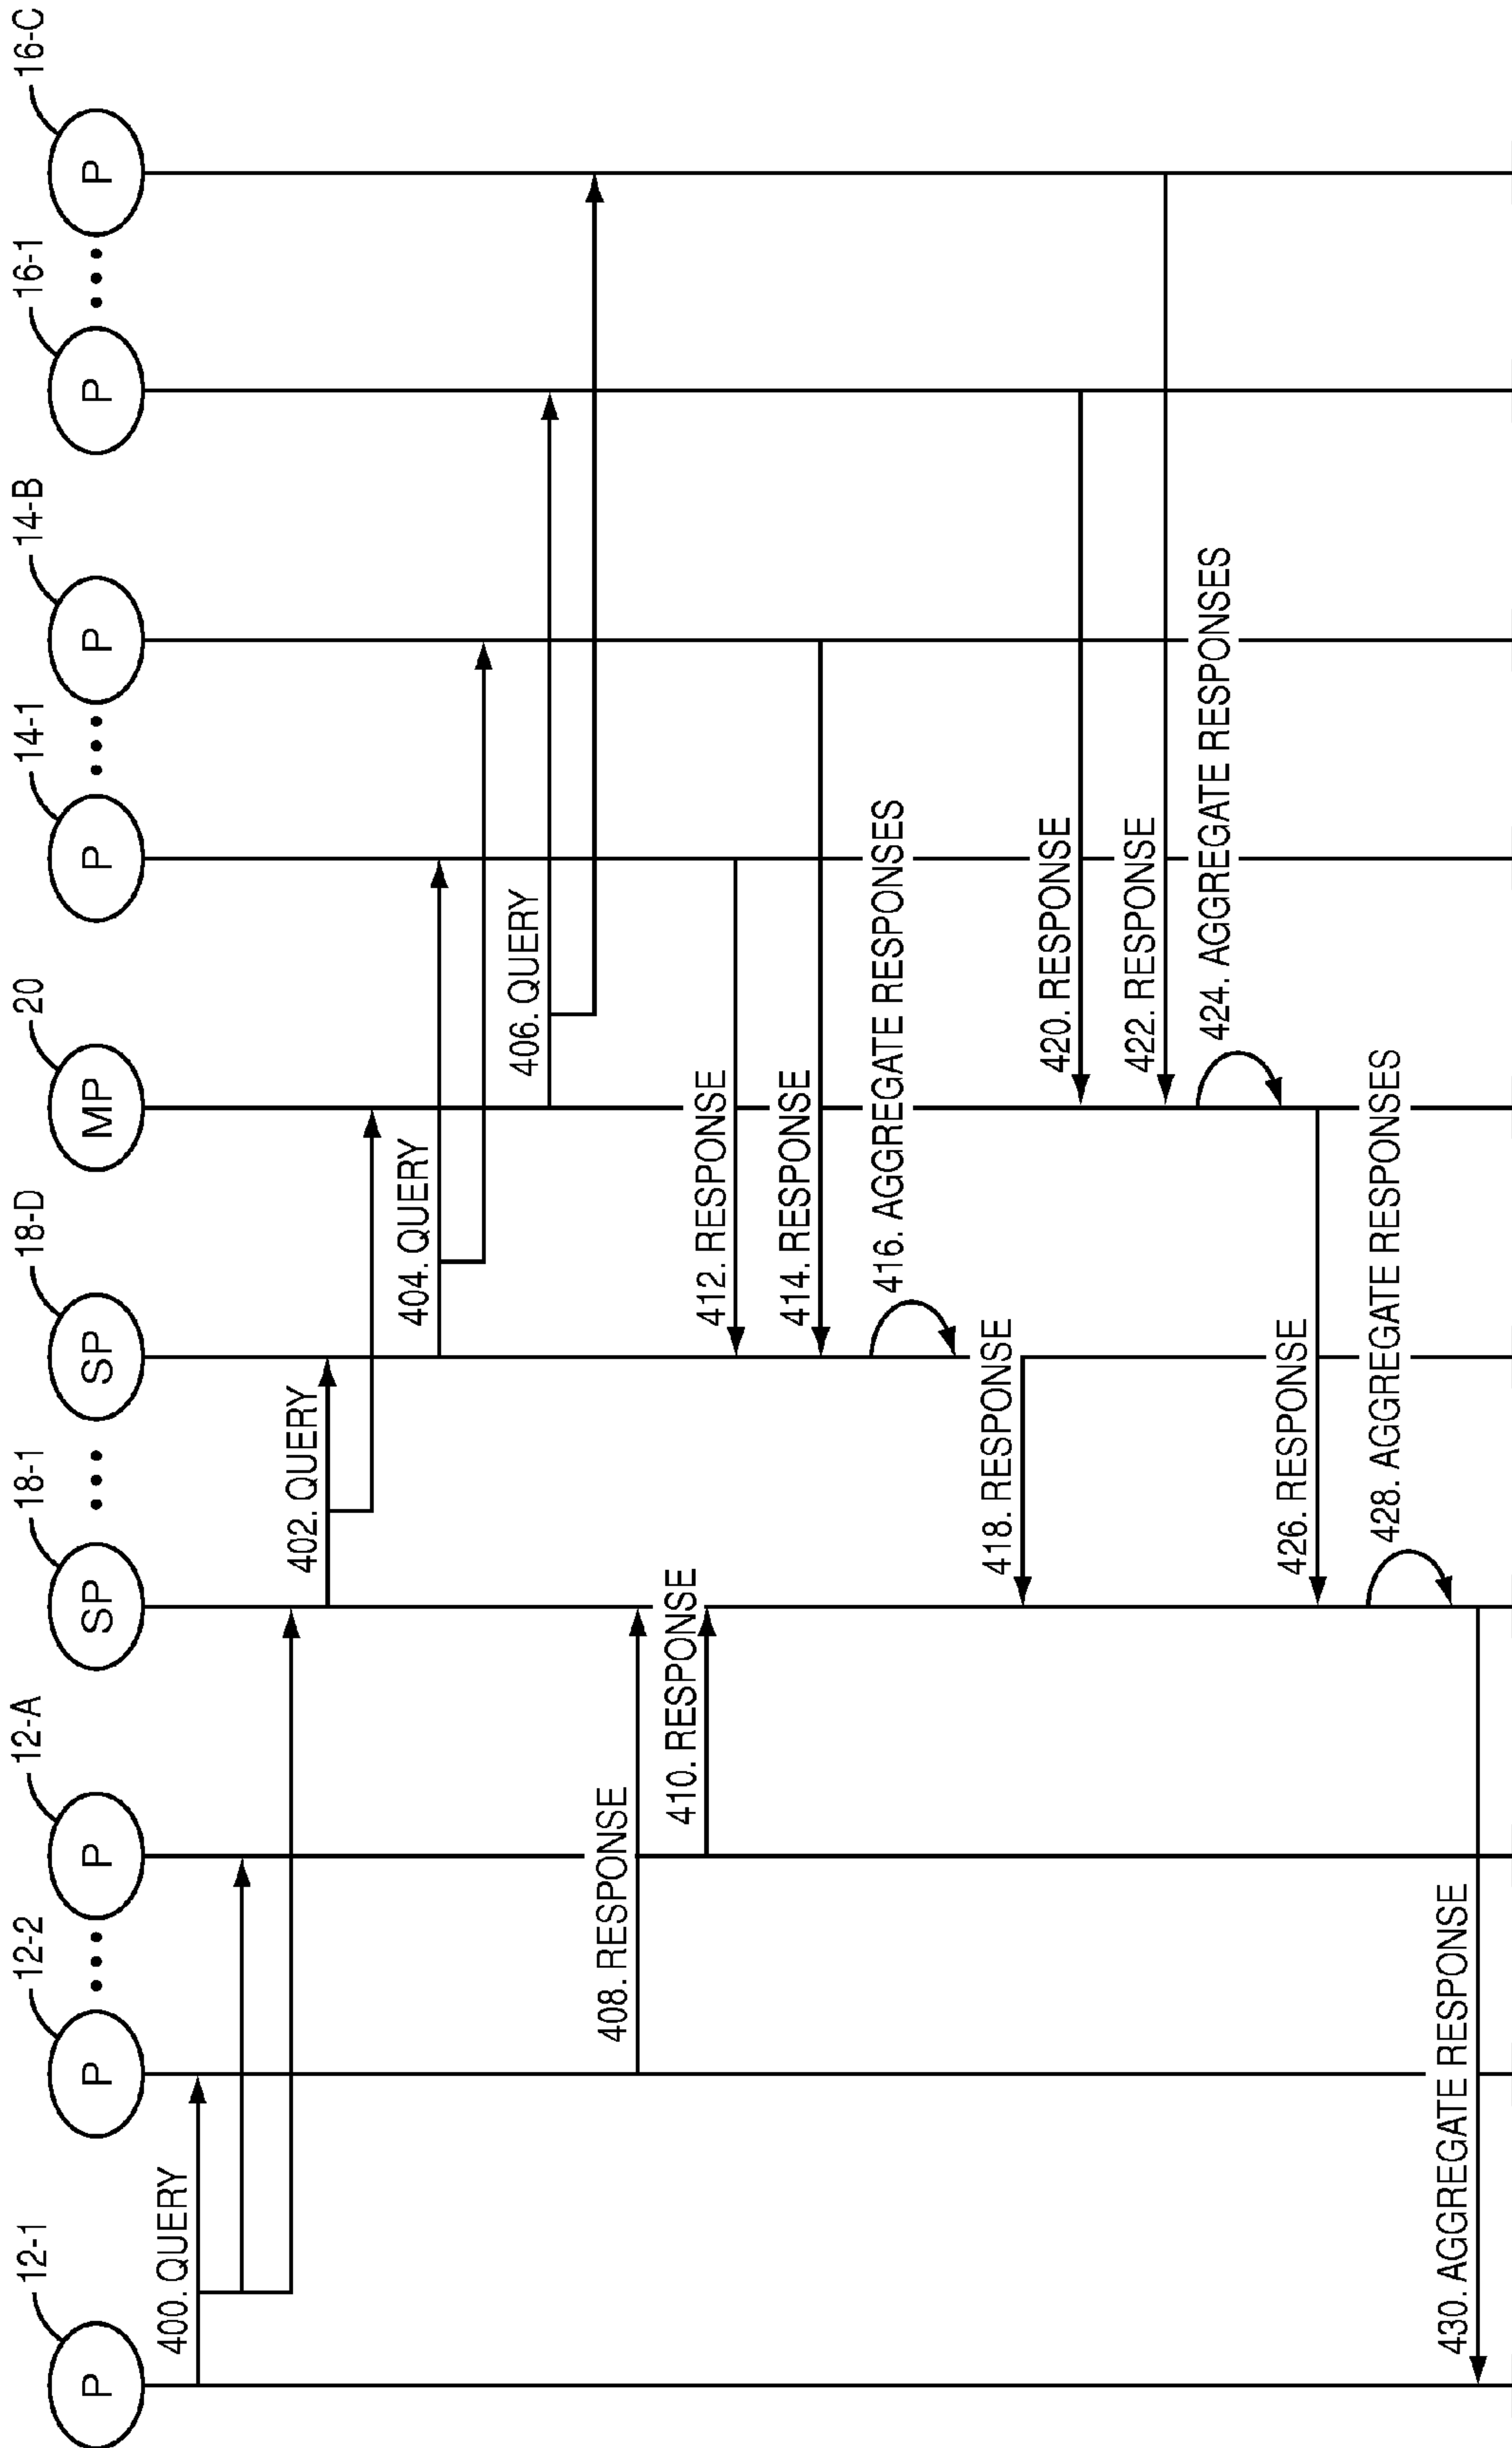 12-1
12-2
12-A
18-1
18-D
20
14-1
14-B
16-1
16-C
P
P
P
SP
SP
MP
P
P
P
P
400. QUERY
402. QUERY
404. QUERY
406. QUERY
408. RESPONSE
410. RESPONSE
412. RESPONSE
414. RESPONSE
416. AGGREGATE RESPONSES
418. RESPONSE
420. RESPONSE
422. RESPONSE
424. AGGREGATE RESPONSES
426. RESPONSE
428. AGGREGATE RESPONSES
430. AGGREGATE RESPONSE